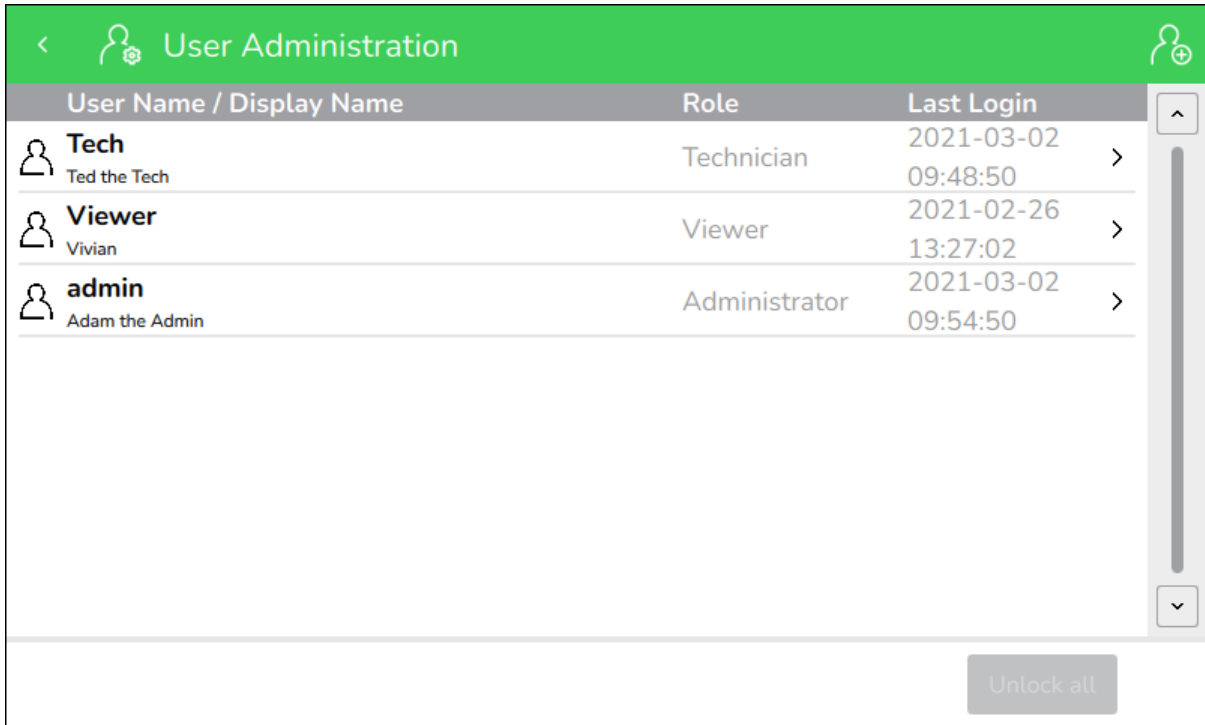 User Administration
User Name / Display Name Role Last Login
Tech
Ted the Tech
Technician
2021-03-02
09:48:50
Viewer
Vivian
Viewer
2021-02-26
13:27:02
admin
Adam the Admin
Administrator
2021-03-02
09:54:50
Unlock all